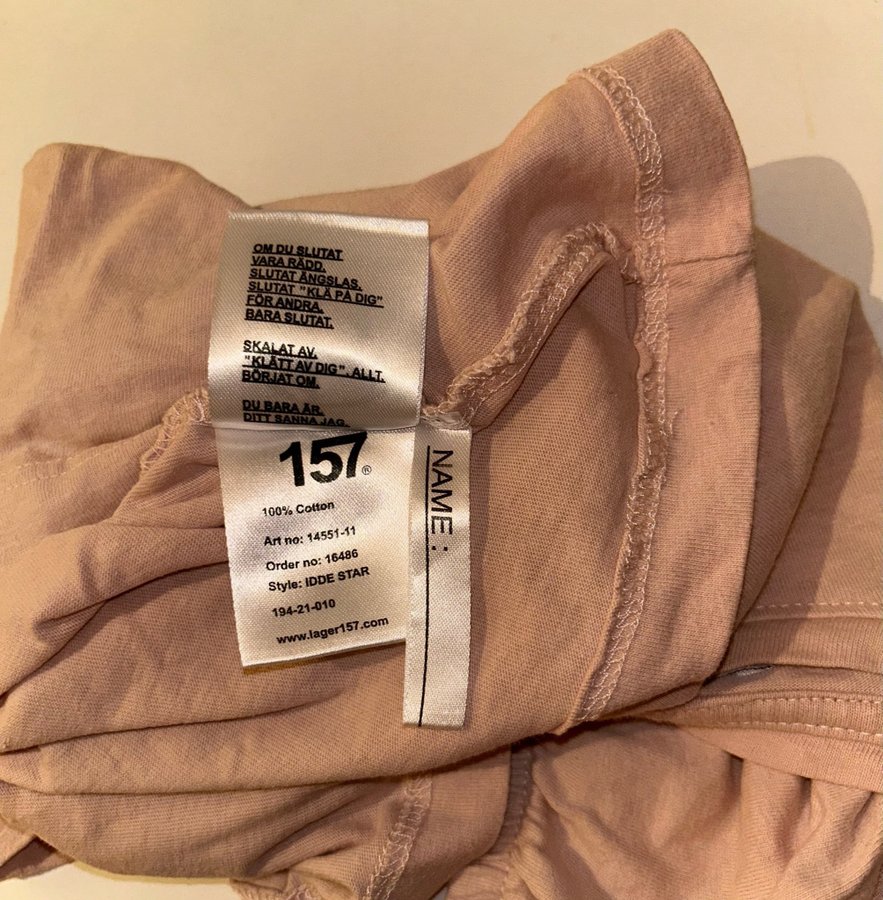 OM DU SLUTAT
VARA RÄDD.
SLUTAT ÄNGSLAS.
SLUTAT "KLÄ PÅ DIG"
FÖR ANDRA.
BARA SLUTAT.
SKALAT AV.
"KLÄTT AV DIG". ALLT.
BÖRJAT OM.
DU BARA ÄR.
DITT SANNA JAG.
157®
100% Cotton
Art no: 14551-11
Order no: 16486
Style: IDDE STAR
194-21-010
www.lager157.com
NAME: